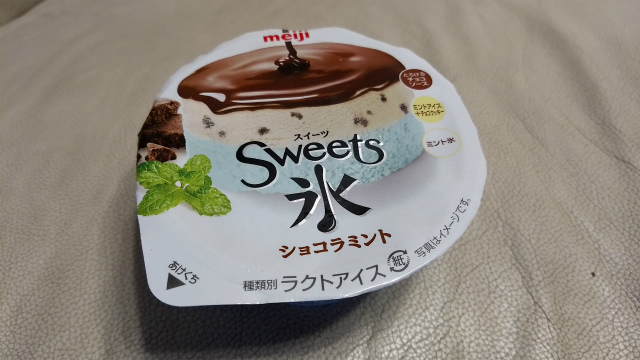 meiji
とろける
チョコ
ソース
ミントアイス
+チョコクッキー
ミント氷
スイーツ
Sweets
氷
ショコラミント
あけくち
種類別 ラクトアイス
紙
写真はイメージです。